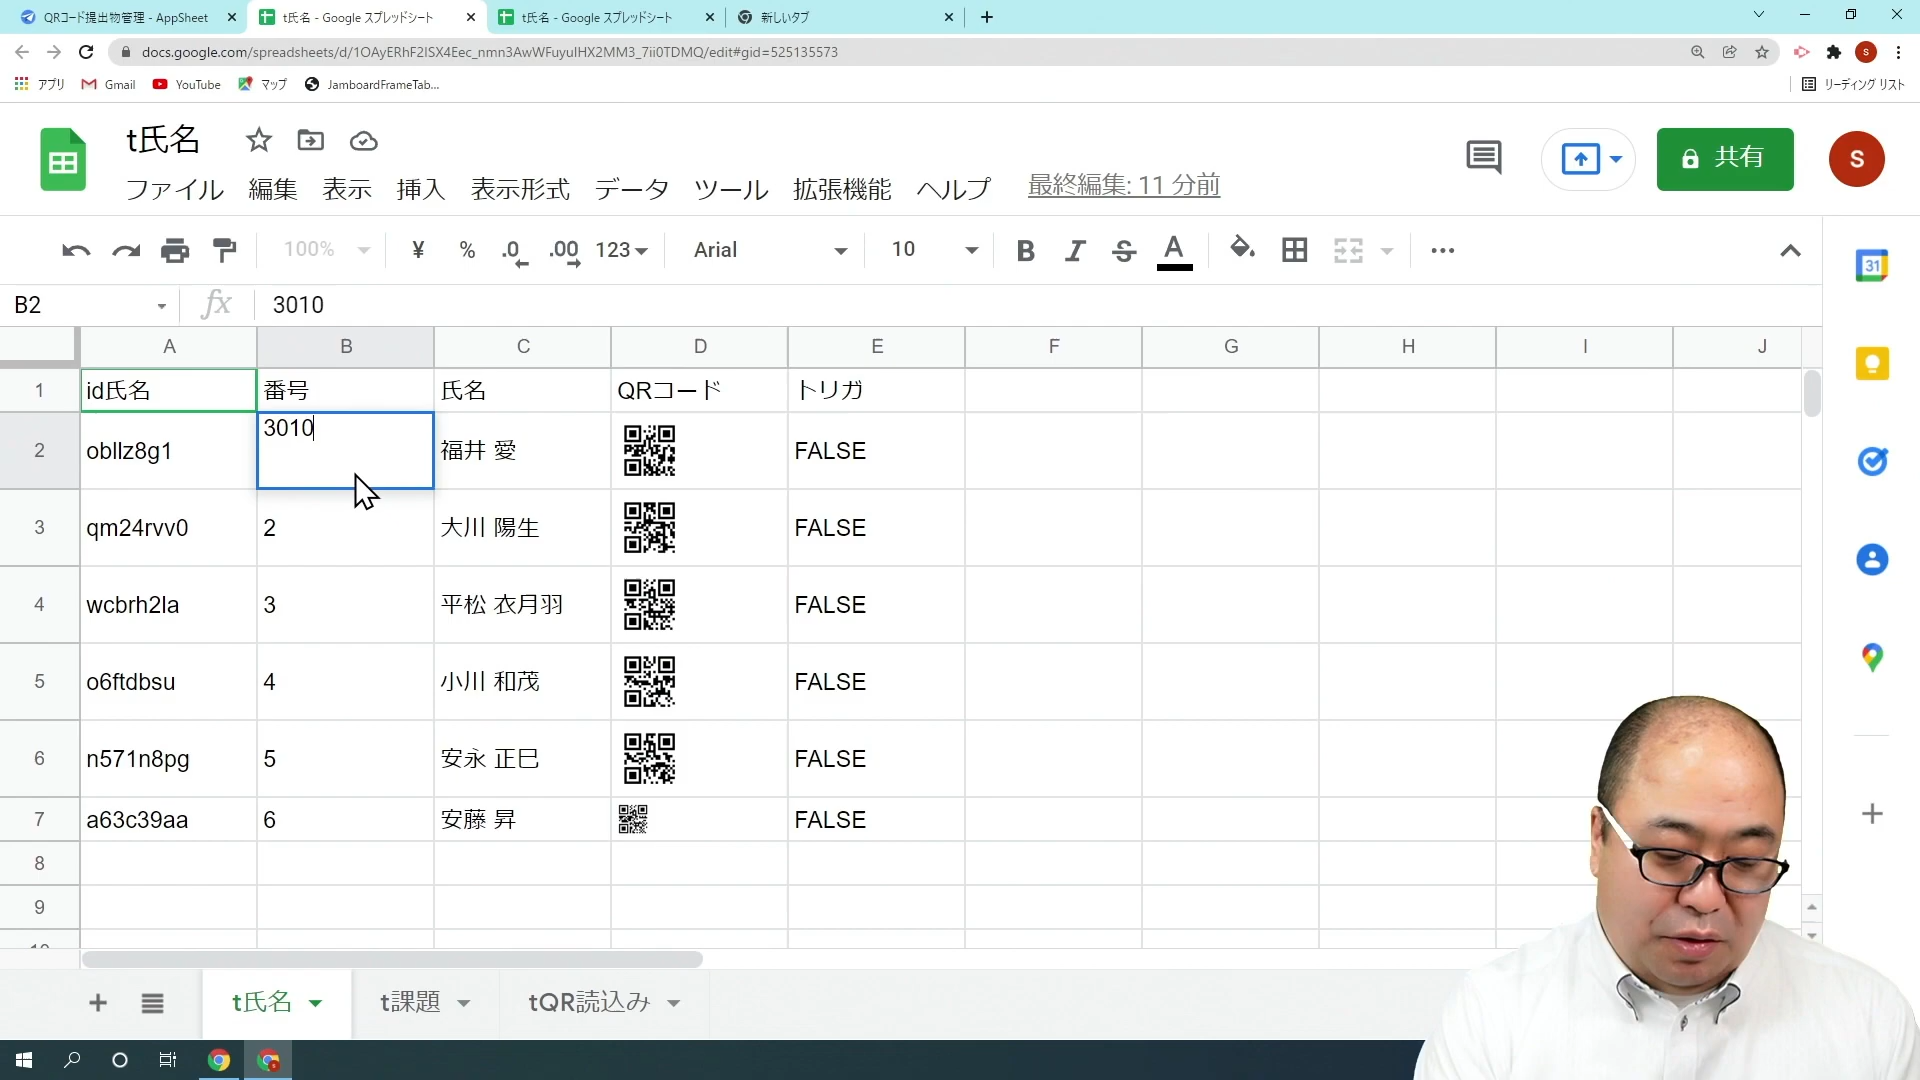 QRコード提出物管理 - AppSheet
t氏名 - Google スプレッドシート
t氏名 - Google スプレッドシート
新しいタブ
docs.google.com/spreadsheets/d/1OAyERhF2lSX4Eec_nmn3AwWFuyulHX2MM3_7ii0TDMQ/edit#gid=525135573
アプリ Gmail YouTube マップ JamboardFrameTab... リーディング リスト
t氏名
ファイル 編集 表示 挿入 表示形式 データ ツール 拡張機能 ヘルプ 最終編集: 11 分前
共有
S
100% ¥ % .0 .00 123 Arial 10 B I S A
31
B2 fx 3010
A B C D E F G H I J
1 id氏名 番号 氏名 QRコード トリガ
2 obllz8g1 3010 福井 愛 FALSE
3 qm24rvv0 2 大川 陽生 FALSE
4 wcbrh2la 3 平松 衣月羽 FALSE
5 o6ftdbsu 4 小川 和茂 FALSE
6 n571n8pg 5 安永 正巳 FALSE
7 a63c39aa 6 安藤 昇 FALSE
8
9
t氏名 t課題 tQR読込み